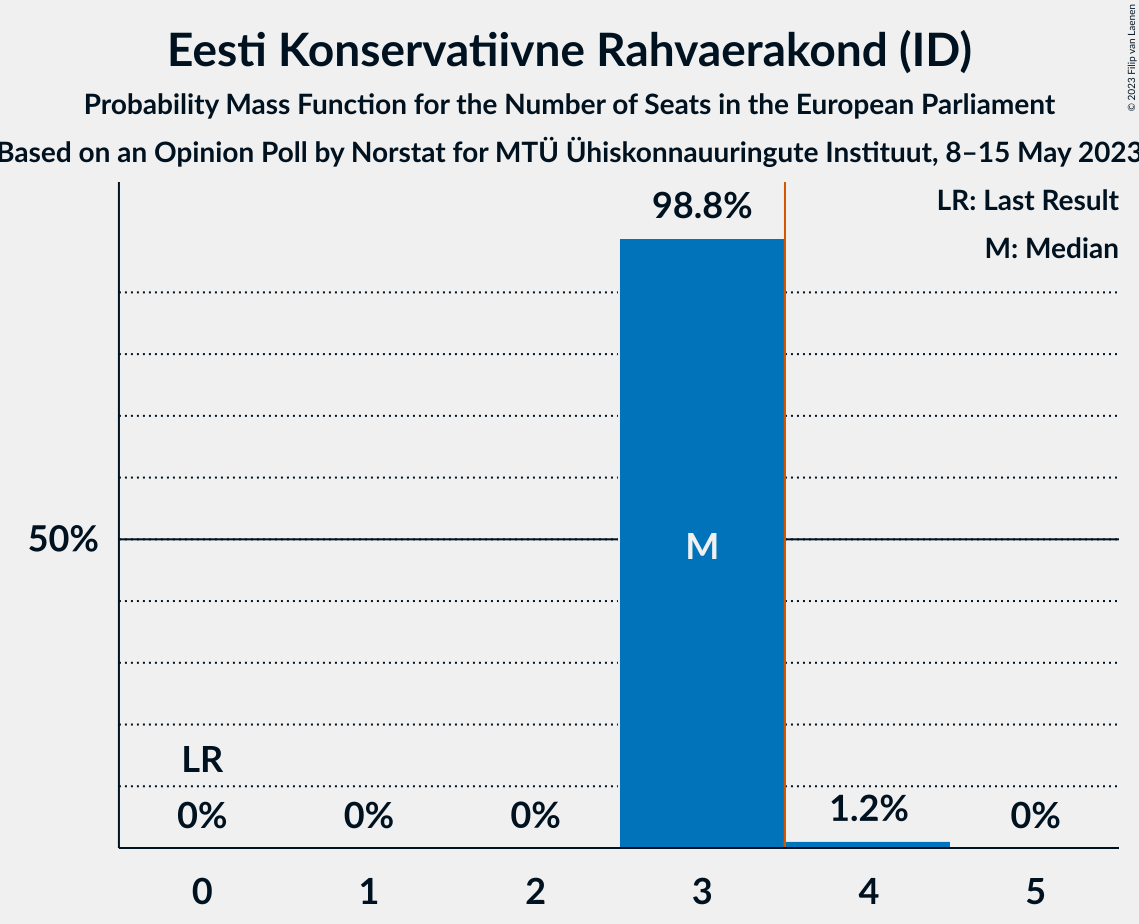 Eesti Konservatiivne Rahvaerakond (ID)
Probability Mass Function for the Number of Seats in the European Parliament
Based on an Opinion Poll by Norstat for MTÜ Ühiskonnauuringute Instituut, 8–15 May 2023
© 2023 Filip van Laenen
LR: Last Result
M: Median
98.8%
50%
M
LR
0%
0%
0%
1.2%
0%
0
1
2
3
4
5